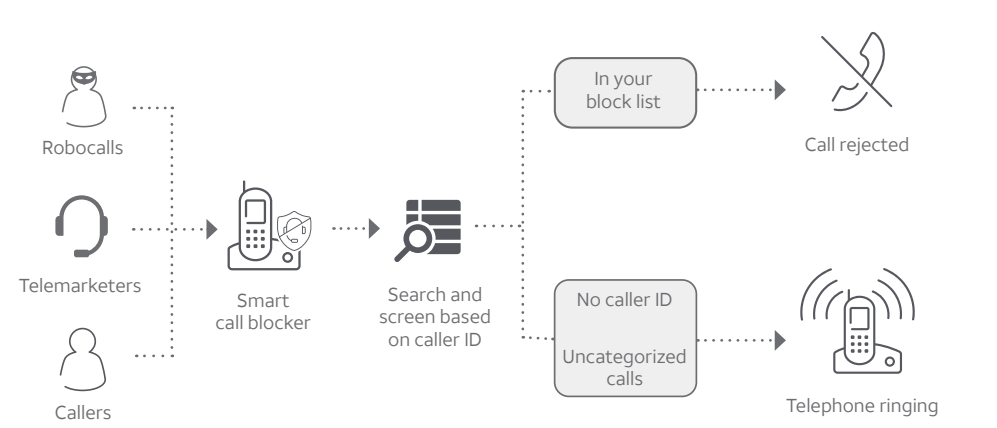 Robocalls
Telemarketers
Callers
Smart
call blocker
Search and
screen based
on caller ID
In your
block list
No caller ID
Uncategorized
calls
Call rejected
Telephone ringing